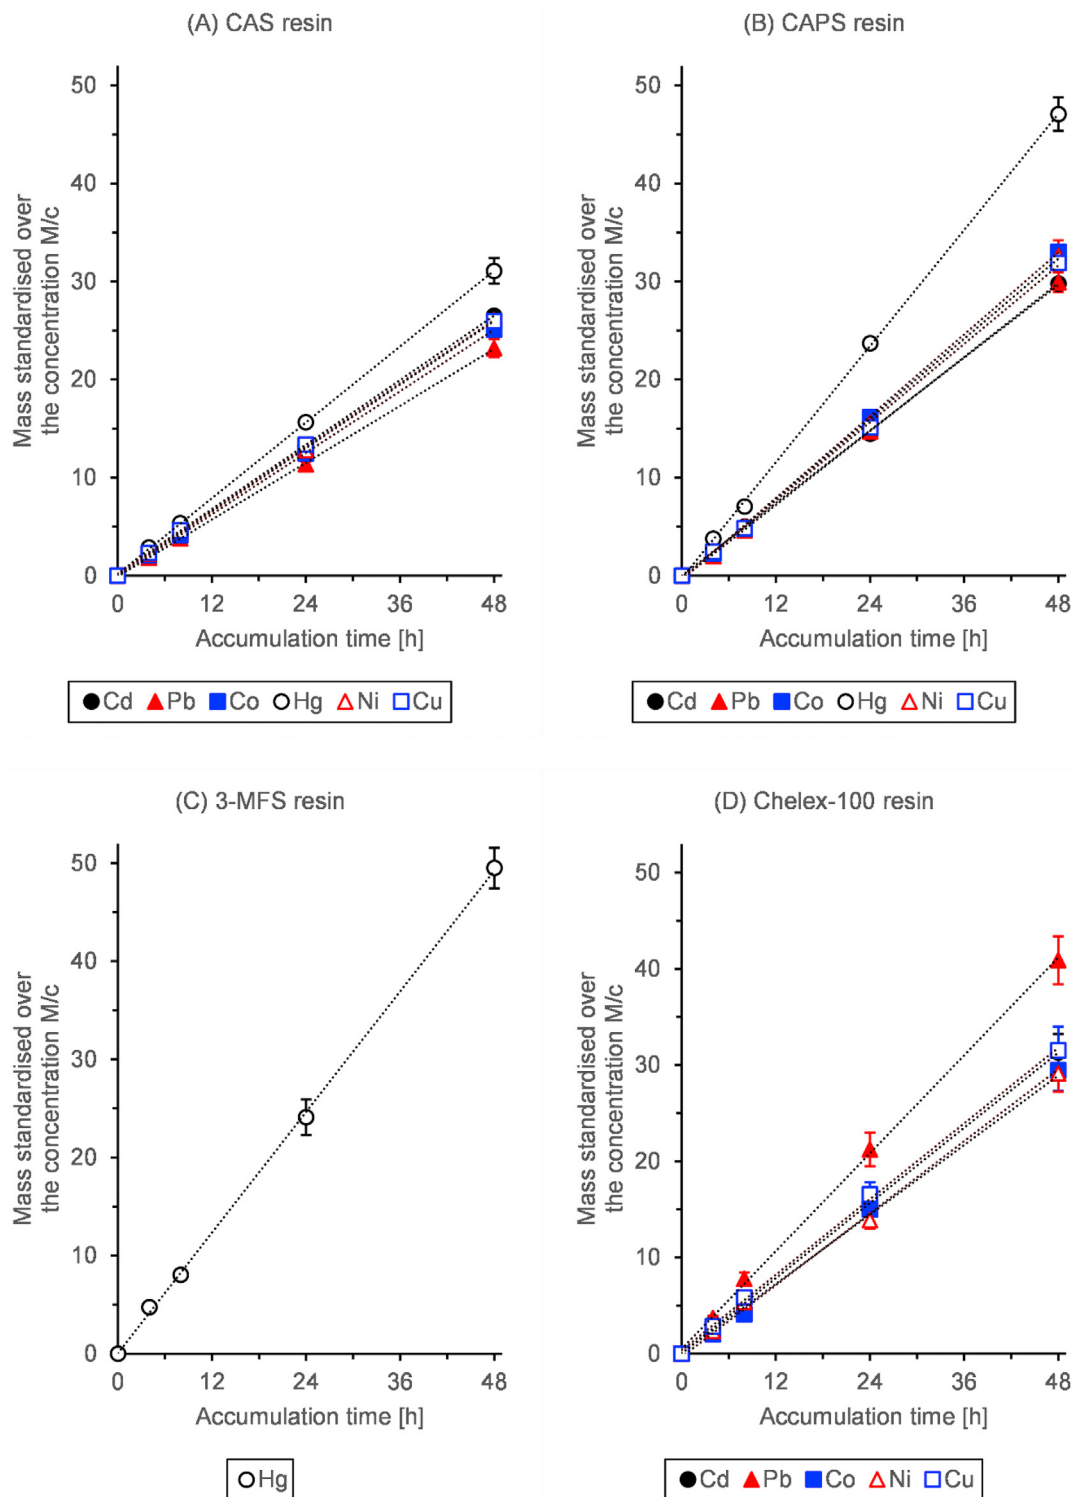 (A) CAS resin
50
40
30
20
10
0
Mass standardised over
the concentration M/c
0 12 24 36 48
Accumulation time [h]
Cd Pb Co Hg Ni Cu
(B) CAPS resin
50
40
30
20
10
0
Mass standardised over
the concentration M/c
0 12 24 36 48
Accumulation time [h]
Cd Pb Co Hg Ni Cu
(C) 3-MFS resin
50
40
30
20
10
0
Mass standardised over
the concentration M/c
0 12 24 36 48
Accumulation time [h]
Hg
(D) Chelex-100 resin
50
40
30
20
10
0
Mass standardised over
the concentration M/c
0 12 24 36 48
Accumulation time [h]
Cd Pb Co Ni Cu